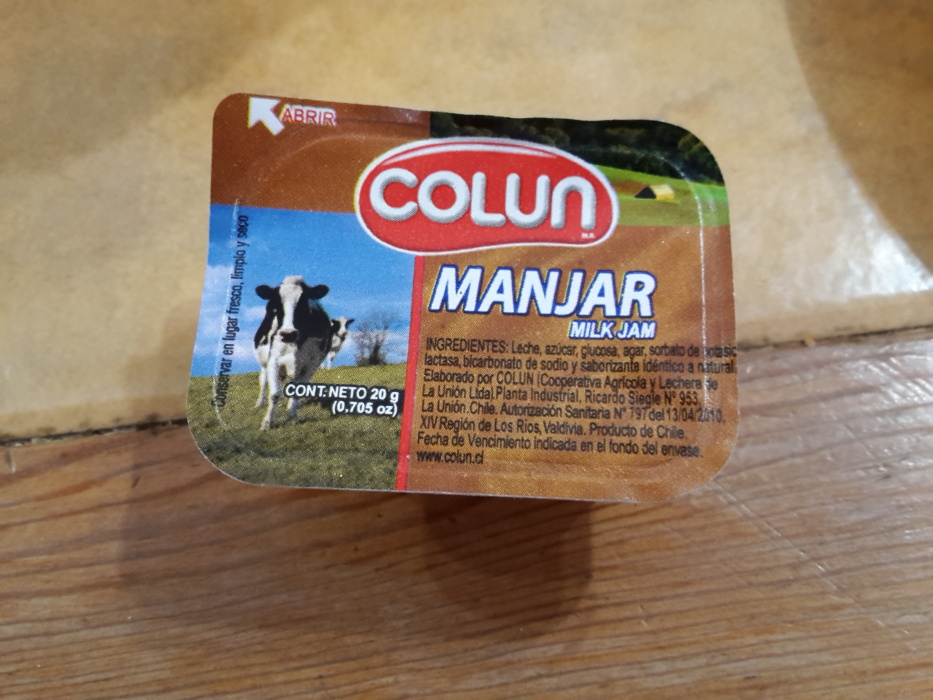 ABRIR
COLUN
M.R.
MANJAR
MILK JAM
INGREDIENTES: Leche, azúcar, glucosa, agar, sorbato de potasio
lactasa, bicarbonato de sodio y saborizante idéntico a natural
Elaborado por COLUN (Cooperativa Agrícola y Lechera de
La Unión Ltda). Planta Industrial, Ricardo Siegle N° 953,
La Unión. Chile. Autorización Sanitaria N° 797 del 13/04/2010,
XIV Región de Los Ríos, Valdivia. Producto de Chile.
Fecha de Vencimiento indicada en el fondo del envase.
www.colun.cl
CONT. NETO 20 g
(0.705 oz)
Conservar en lugar fresco, limpio y seco